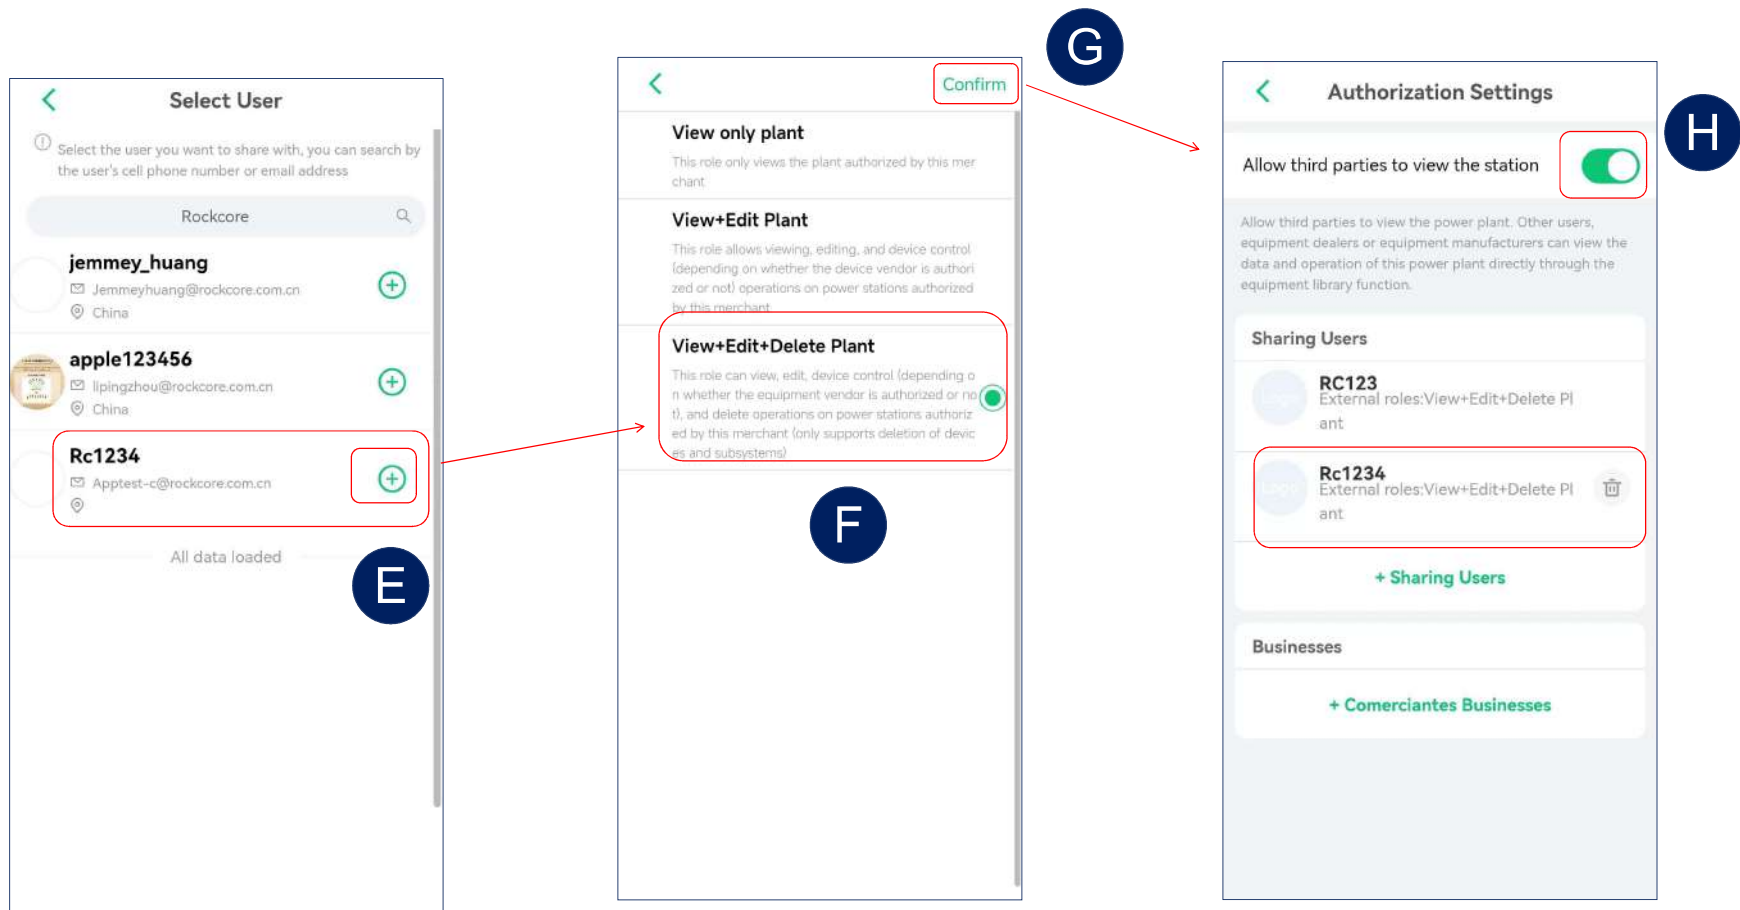 Select User
Select the user you want to share with, you can search by
the user's cell phone number or email address
Rockcore
jemmey_huang
Jemmeyhuang@rockcore.com.cn
China
apple123456
lipingzhou@rockcore.com.cn
China
Rc1234
Apptest-c@rockcore.com.cn
All data loaded
E
Confirm
View only plant
This role only views the plant authorized by this mer
chant
View+Edit Plant
This role allows viewing, editing, and device control
(depending on whether the device vendor is authori
zed or not) operations on power stations authorized
by this merchant
View+Edit+Delete Plant
This role can view, edit, device control (depending o
n whether the equipment vendor is authorized or no
t), and delete operations on power stations authoriz
ed by this merchant (only supports deletion of devic
es and subsystems)
F
G
Authorization Settings
Allow third parties to view the station
Allow third parties to view the power plant. Other users,
equipment dealers or equipment manufacturers can view the
data and operation of this power plant directly through the
equipment library function.
Sharing Users
Logo
RC123
External roles:View+Edit+Delete Pl
ant
Logo
Rc1234
External roles:View+Edit+Delete Pl
ant
+ Sharing Users
Businesses
+ Comerciantes Businesses
H